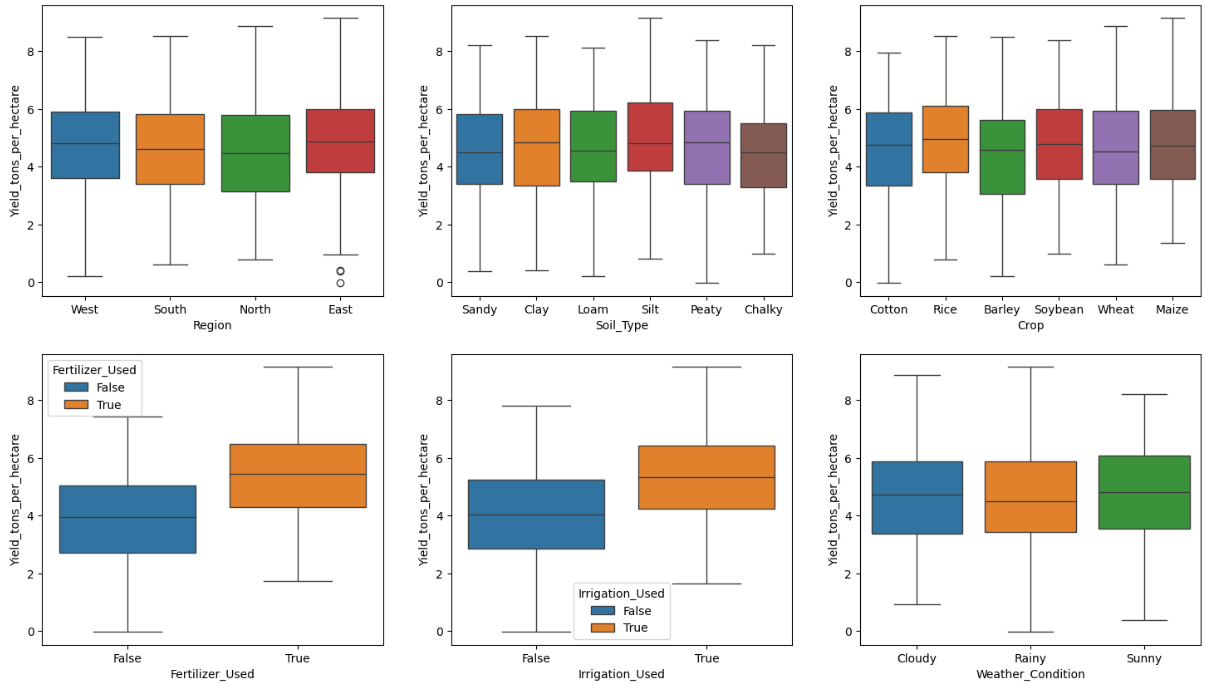 Yield_tons_per_hectare
8
6
4
2
0
West South North East
Region
Yield_tons_per_hectare
8
6
4
2
0
Sandy Clay Loam Silt Peaty Chalky
Soil_Type
Yield_tons_per_hectare
8
6
4
2
0
Cotton Rice Barley Soybean Wheat Maize
Crop
Yield_tons_per_hectare
8
6
4
2
0
Fertilizer_Used
False
True
False True
Fertilizer_Used
Yield_tons_per_hectare
8
6
4
2
0
Irrigation_Used
False
True
False True
Irrigation_Used
Yield_tons_per_hectare
8
6
4
2
0
Cloudy Rainy Sunny
Weather_Condition